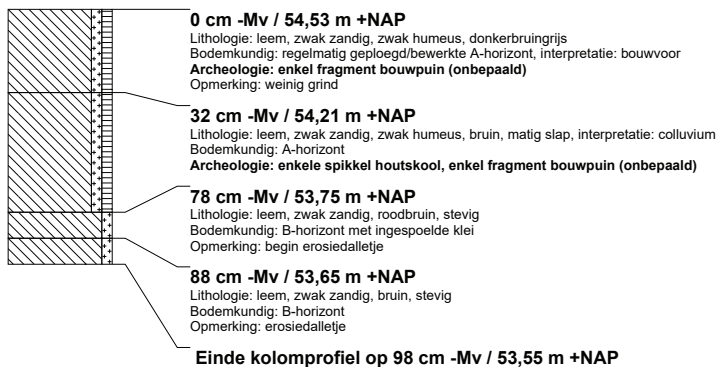 0 cm -Mv / 54,53 m +NAP
Lithologie: leem, zwak zandig, zwak humeus, donkerbruingrijs
Bodemkundig: regelmatig geploegd/bewerkte A-horizont, interpretatie: bouwvoor
Archeologie: enkel fragment bouwpuin (onbepaald)
Opmerking: weinig grind
32 cm -Mv / 54,21 m +NAP
Lithologie: leem, zwak zandig, zwak humeus, bruin, matig slap, interpretatie: colluvium
Bodemkundig: A-horizont
Archeologie: enkele spikkel houtskool, enkel fragment bouwpuin (onbepaald)
78 cm -Mv / 53,75 m +NAP
Lithologie: leem, zwak zandig, roodbruin, stevig
Bodemkundig: B-horizont met ingespoelde klei
Opmerking: begin erosiedalletje
88 cm -Mv / 53,65 m +NAP
Lithologie: leem, zwak zandig, bruin, stevig
Bodemkundig: B-horizont
Opmerking: erosiedalletje
Einde kolomprofiel op 98 cm -Mv / 53,55 m +NAP